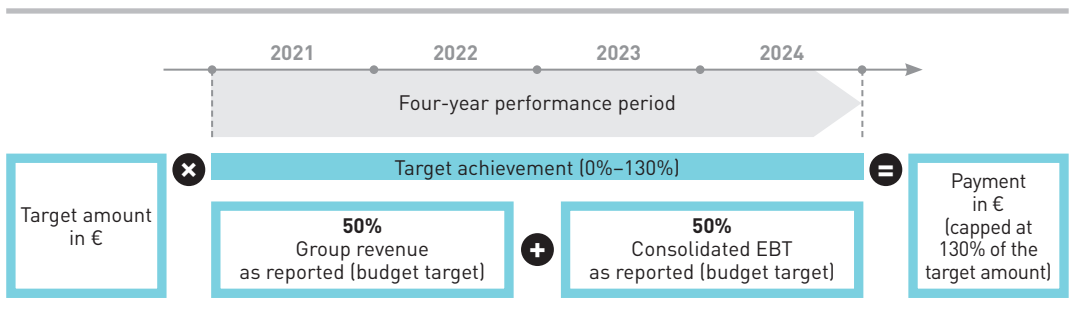 2021 2022 2023 2024
Four-year performance period
Target amount
in €
×
Target achievement (0%–130%)
50%
Group revenue
as reported (budget target)
+
50%
Consolidated EBT
as reported (budget target)
=
Payment
in €
(capped at
130% of the
target amount)